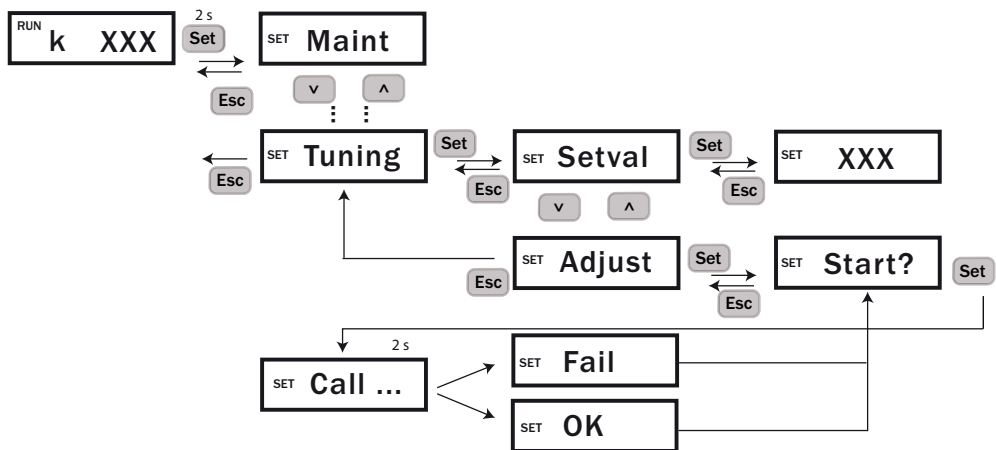 RUN k XXX
2 s
Set
Esc
SET Maint
v ʌ
SET Tuning
Esc
Set
Esc
SET Setval
Set
Esc
SET XXX
v ʌ
Esc
SET Adjust
Set
Esc
SET Start?
Set
SET Call ...
2 s
SET Fail
SET OK